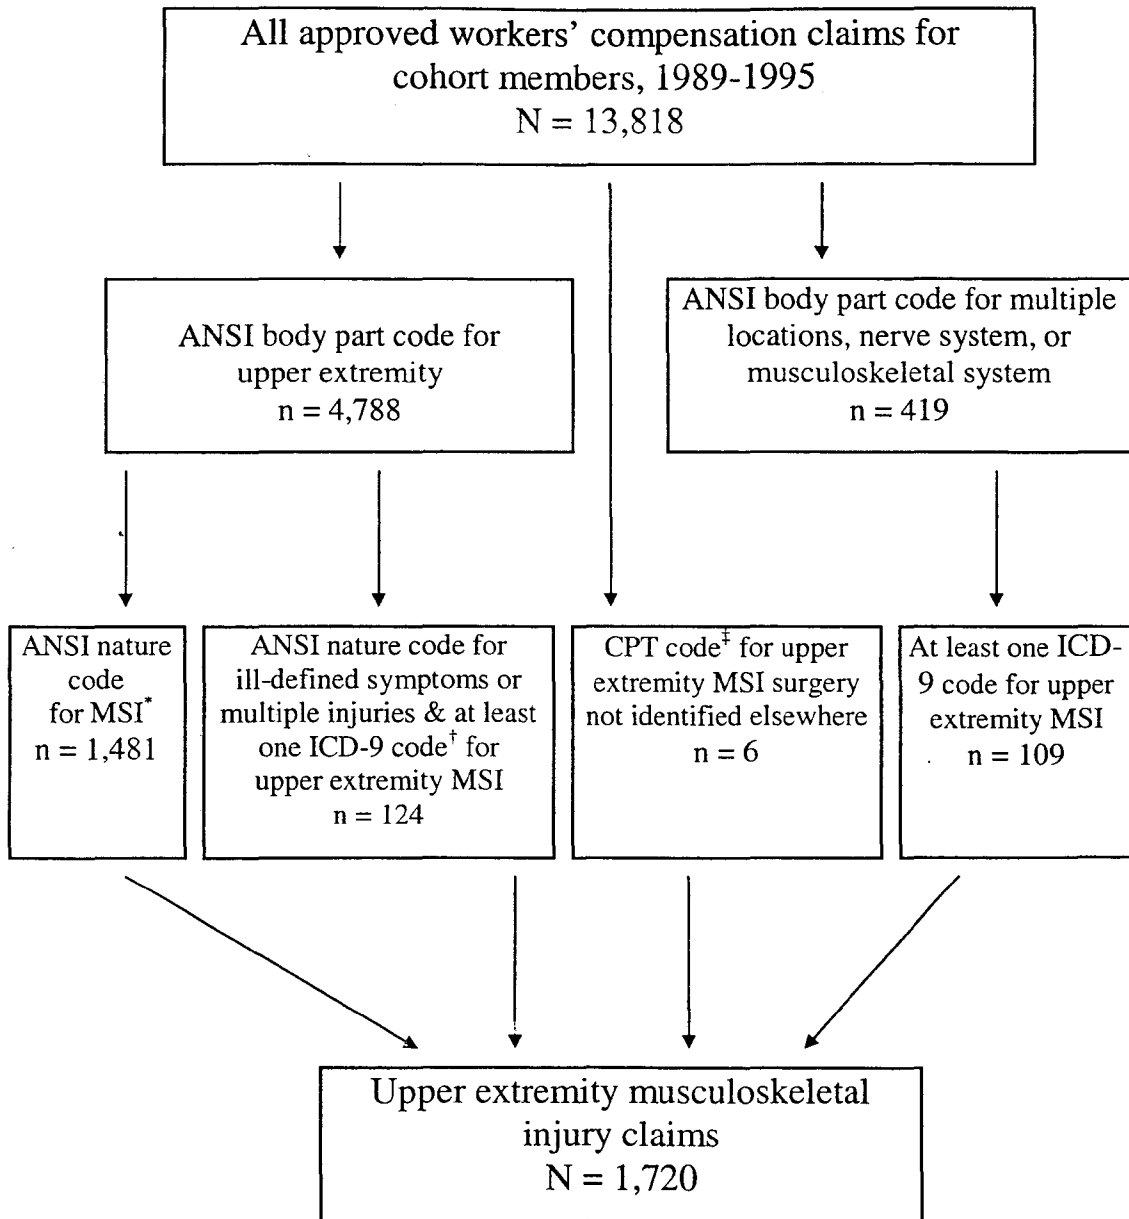 All approved workers’ compensation claims for
cohort members, 1989-1995
N = 13,818
ANSI body part code for
upper extremity
n = 4,788
ANSI body part code for multiple
locations, nerve system, or
musculoskeletal system
n = 419
ANSI nature
code
for MSI*
n = 1,481
ANSI nature code for
ill-defined symptoms or
multiple injuries & at least
one ICD-9 code† for
upper extremity MSI
n = 124
CPT code‡ for upper
extremity MSI surgery
not identified elsewhere
n = 6
At least one ICD-
9 code for upper
extremity MSI
n = 109
Upper extremity musculoskeletal
injury claims
N = 1,720